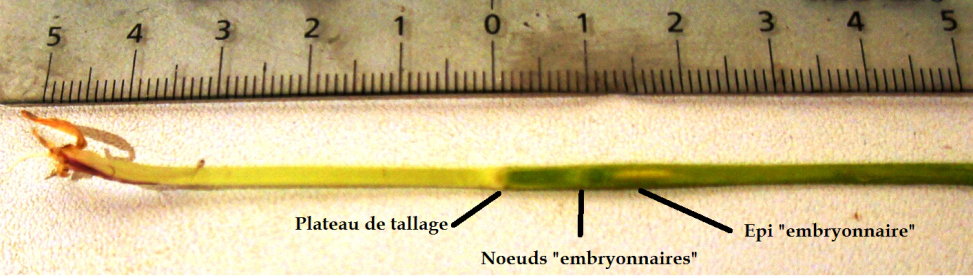 5 4 3 2 1 0 1 2 3 4 5
Plateau de tallage
Epi "embryonnaire"
Noeuds "embryonnaires"